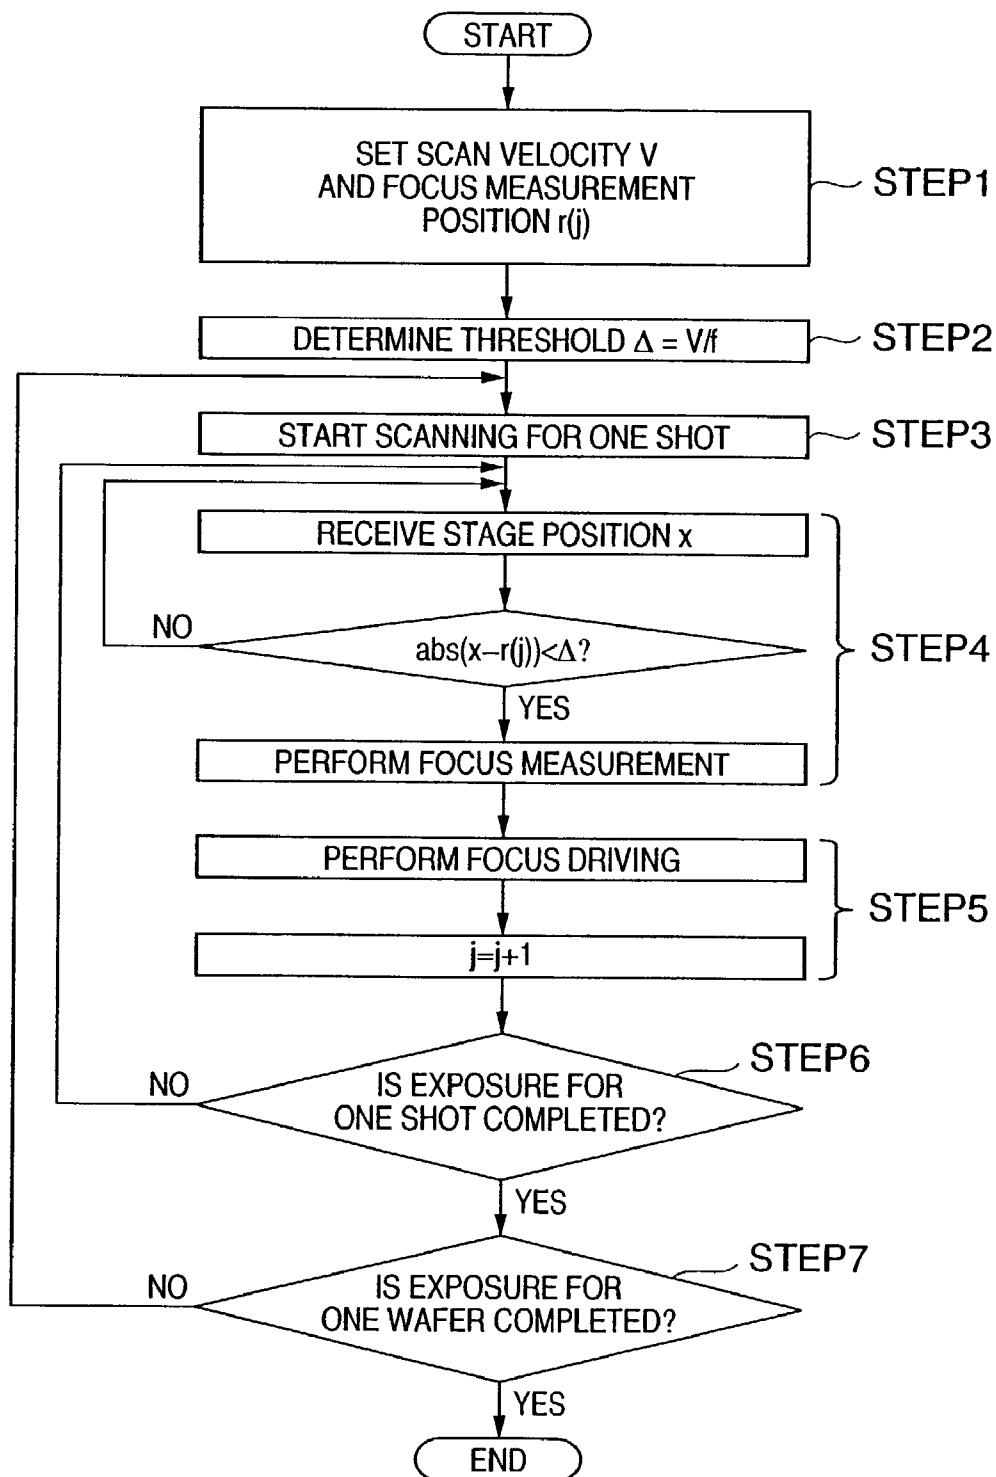 START
SET SCAN VELOCITY V
AND FOCUS MEASUREMENT
POSITION r(j)
STEP1
DETERMINE THRESHOLD Δ = V/f
STEP2
START SCANNING FOR ONE SHOT
STEP3
RECEIVE STAGE POSITION x
NO
abs(x–r(j))<Δ?
STEP4
YES
PERFORM FOCUS MEASUREMENT
PERFORM FOCUS DRIVING
STEP5
j=j+1
STEP6
NO
IS EXPOSURE FOR
ONE SHOT COMPLETED?
YES
STEP7
NO
IS EXPOSURE FOR
ONE WAFER COMPLETED?
YES
END